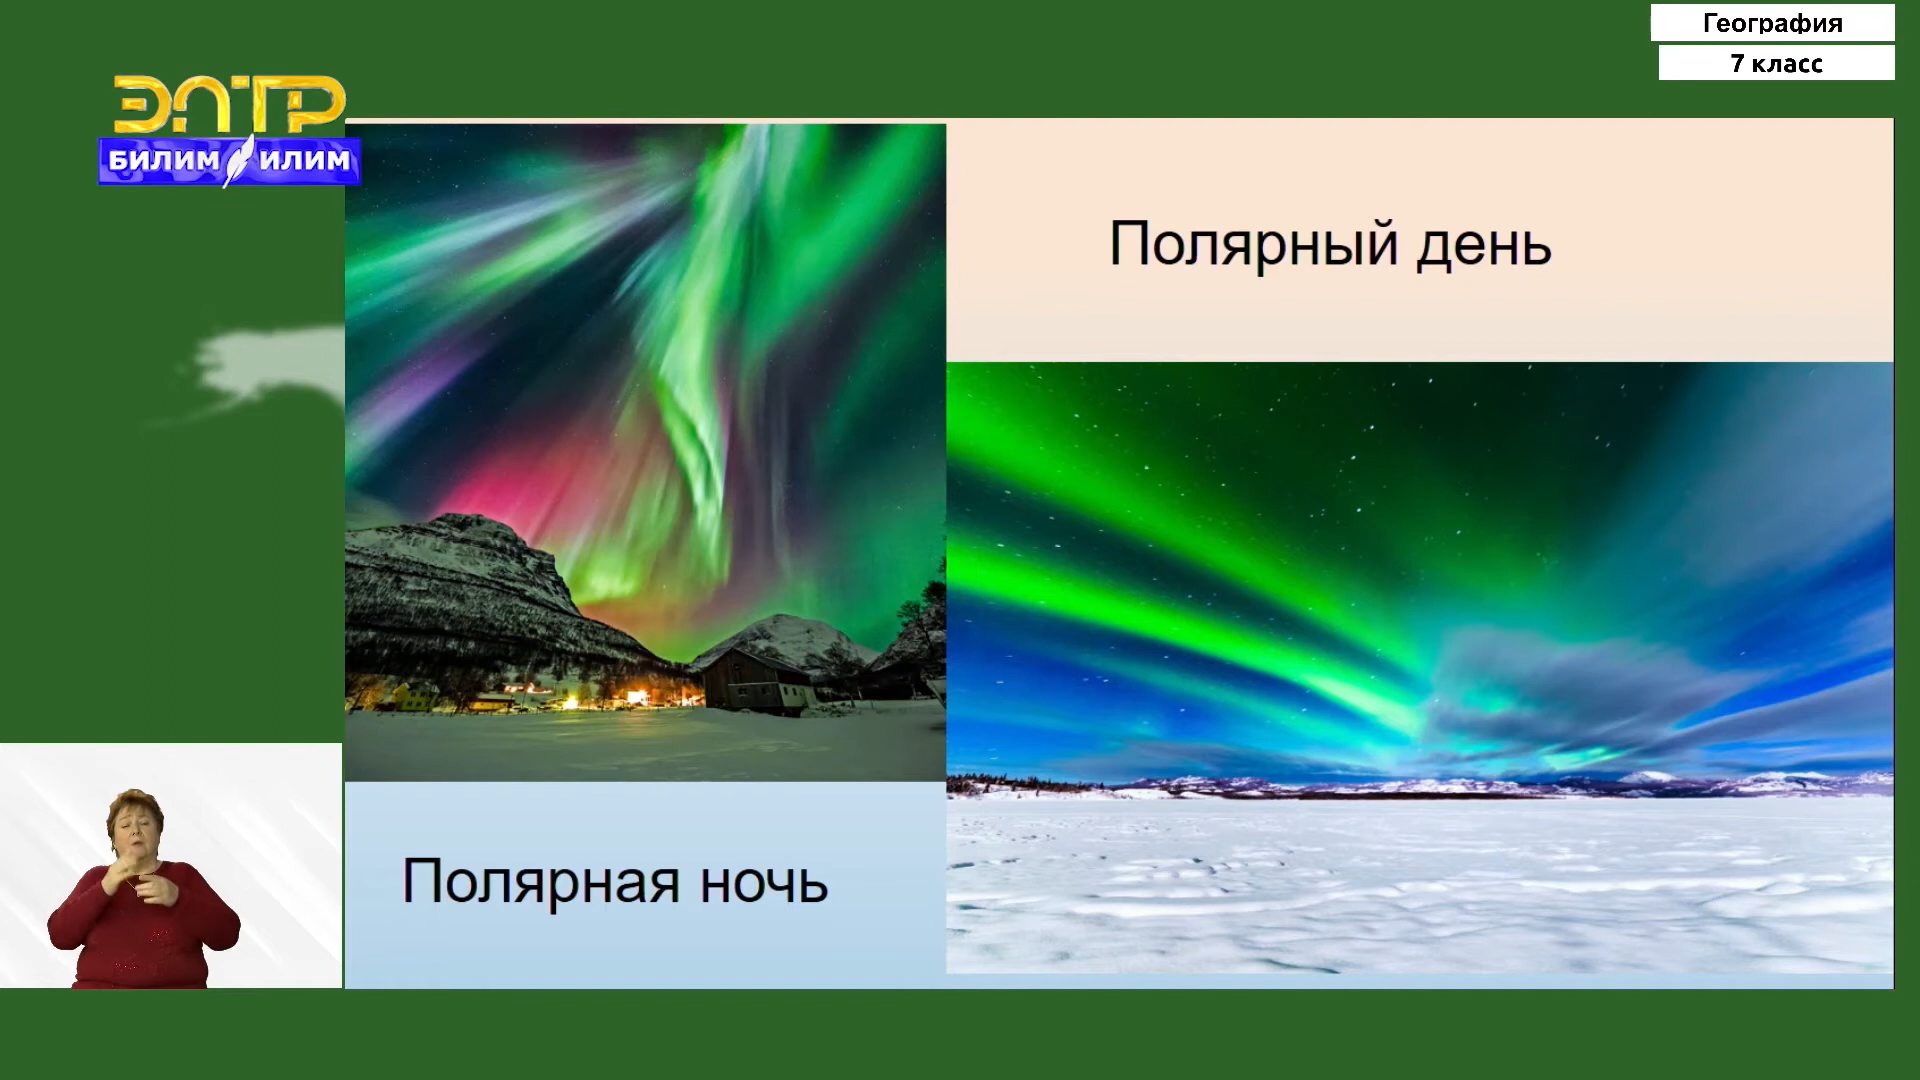 География
7 класс
ЭЛТР
БИЛИМ ИЛИМ
Полярный день
Полярная ночь